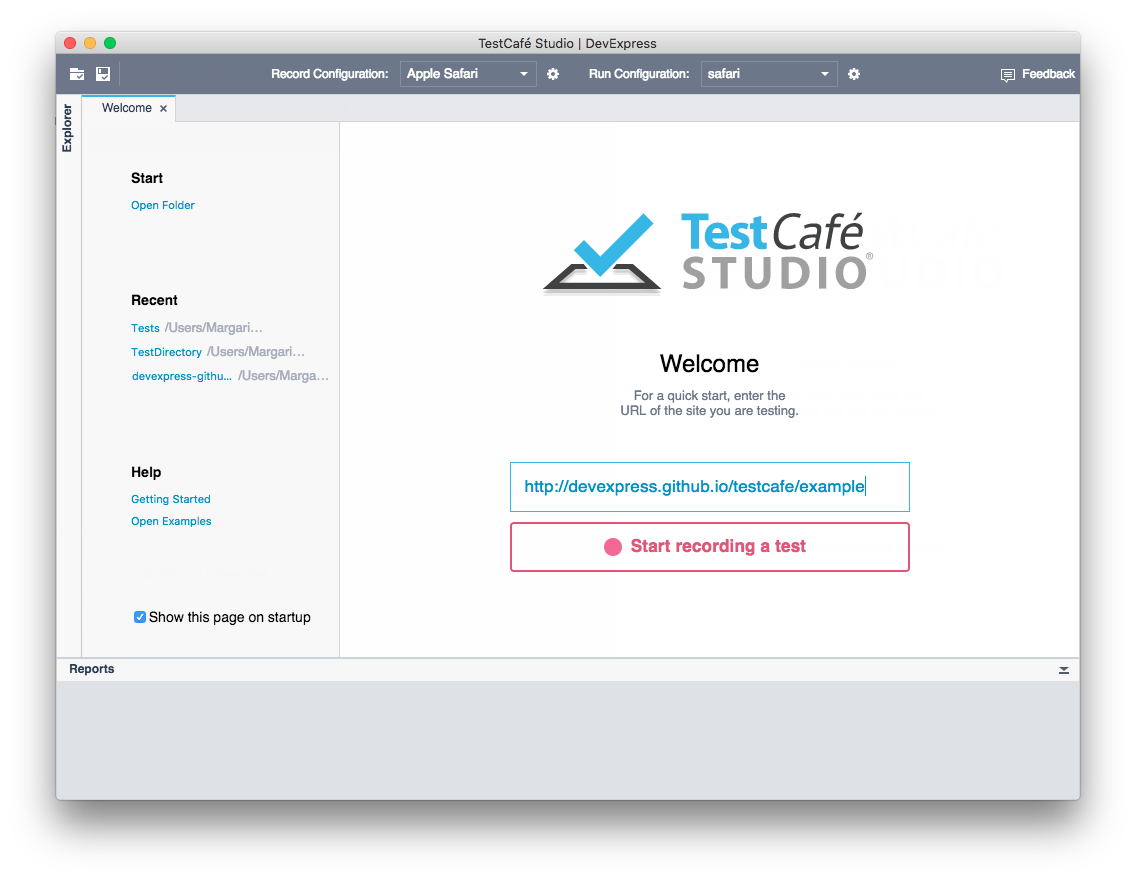 TestCafé Studio | DevExpress
Record Configuration: Apple Safari Run Configuration: safari Feedback
Explorer
Welcome ×
Start
Open Folder
Recent
Tests /Users/Margari…
TestDirectory /Users/Margari…
devexpress-githu... /Users/Marga…
Help
Getting Started
Open Examples
Show this page on startup
TestCafé
STUDIO®
Welcome
For a quick start, enter the
URL of the site you are testing.
http://devexpress.github.io/testcafe/example
Start recording a test
Reports